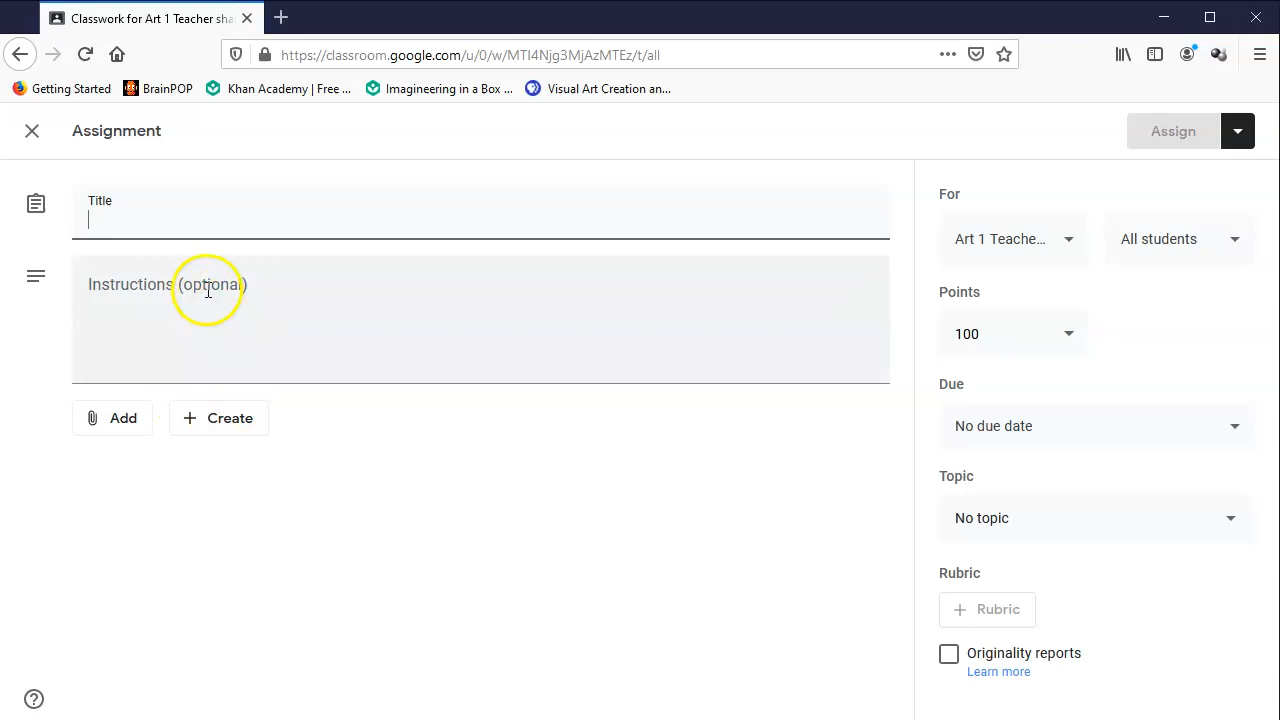 Classwork for Art 1 Teacher sha
https://classroom.google.com/u/0/w/MTI4Njg3MjAzMTEz/t/all
Getting Started BrainPOP Khan Academy | Free ... Imagineering in a Box ... Visual Art Creation an...
Assignment
Assign
Title
Instructions (optional)
Add Create
For
Art 1 Teache... All students
Points
100
Due
No due date
Topic
No topic
Rubric
Rubric
Originality reports
Learn more